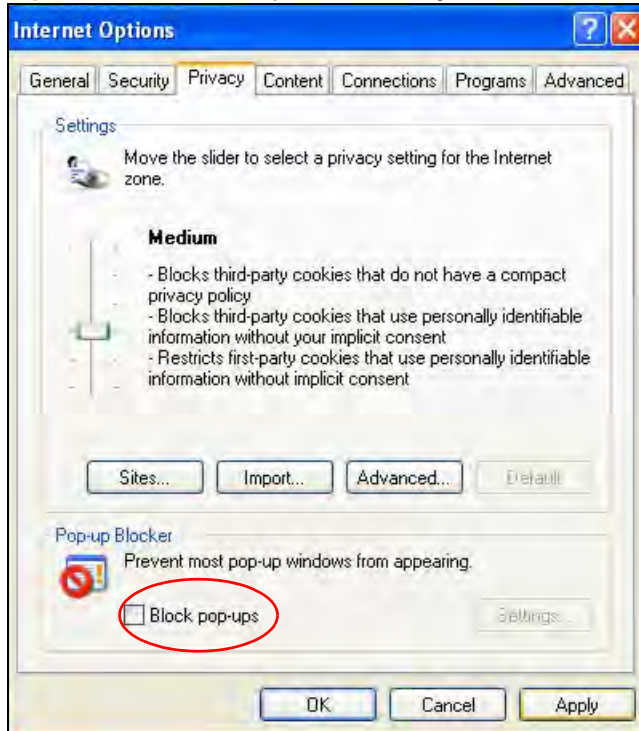 Internet Options
General Security Privacy Content Connections Programs Advanced
Settings
Move the slider to select a privacy setting for the Internet
zone.
Medium
- Blocks third-party cookies that do not have a compact
privacy policy
- Blocks third-party cookies that use personally identifiable
information without your implicit consent
- Restricts first-party cookies that use personally identifiable
information without implicit consent
Sites... Import... Advanced... Default
Pop-up Blocker
Prevent most pop-up windows from appearing.
Block pop-ups Settings...
OK Cancel Apply